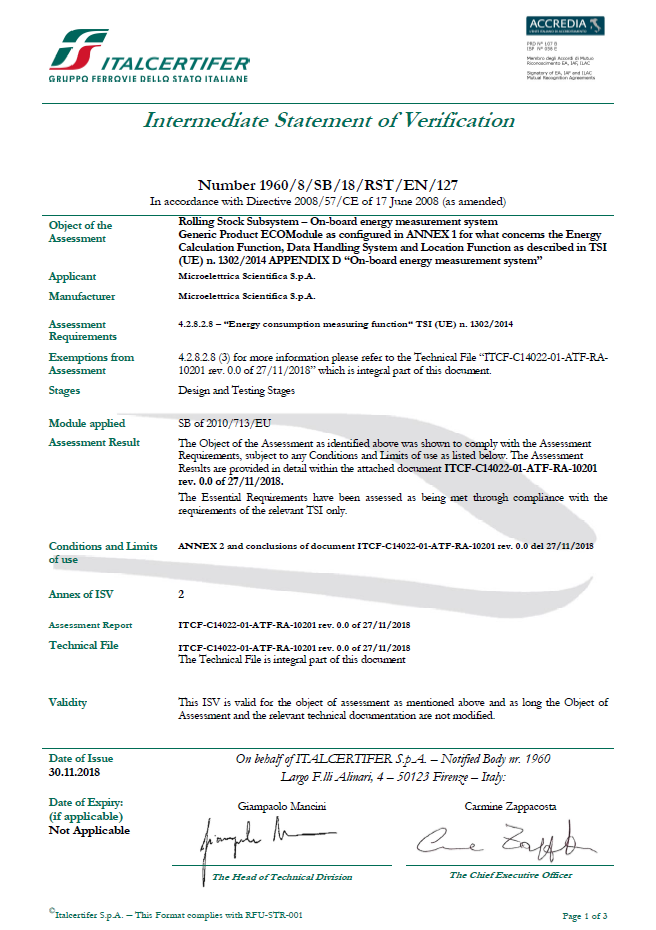 ITALCERTIFER
GRUPPO FERROVIE DELLO STATO ITALIANE
ACCREDIA
L'ENTE ITALIANO DI ACCREDITAMENTO
PRD N° 107 B
ISP N° 038 E
Membro degli Accordi di Mutuo
Riconoscimento EA, IAF, ILAC
Signatory of EA, IAF and ILAC
Mutual Recognition Agreements
Intermediate Statement of Verification
Number 1960/8/SB/18/RST/EN/127
In accordance with Directive 2008/57/CE of 17 June 2008 (as amended)
Object of the
Assessment
Rolling Stock Subsystem – On-board energy measurement system
Generic Product ECOModule as configured in ANNEX 1 for what concerns the Energy
Calculation Function, Data Handling System and Location Function as described in TSI
(UE) n. 1302/2014 APPENDIX D “On-board energy measurement system”
Applicant
Microelettrica Scientifica S.p.A.
Manufacturer
Microelettrica Scientifica S.p.A.
Assessment
Requirements
4.2.8.2.8 – “Energy consumption measuring function“ TSI (UE) n. 1302/2014
Exemptions from
Assessment
4.2.8.2.8 (3) for more information please refer to the Technical File “ITCF-C14022-01-ATF-RA-
10201 rev. 0.0 of 27/11/2018” which is integral part of this document.
Stages
Design and Testing Stages
Module applied
SB of 2010/713/EU
Assessment Result
The Object of the Assessment as identified above was shown to comply with the Assessment
Requirements, subject to any Conditions and Limits of use as listed below. The Assessment
Results are provided in detail within the attached document ITCF-C14022-01-ATF-RA-10201
rev. 0.0 of 27/11/2018.
The Essential Requirements have been assessed as being met through compliance with the
requirements of the relevant TSI only.
Conditions and Limits
of use
ANNEX 2 and conclusions of document ITCF-C14022-01-ATF-RA-10201 rev. 0.0 del 27/11/2018
Annex of ISV
2
Assessment Report
ITCF-C14022-01-ATF-RA-10201 rev. 0.0 of 27/11/2018
Technical File
ITCF-C14022-01-ATF-RA-10201 rev. 0.0 of 27/11/2018
The Technical File is integral part of this document
Validity
This ISV is valid for the object of assessment as mentioned above and as long the Object of
Assessment and the relevant technical documentation are not modified.
Date of Issue
30.11.2018
On behalf of ITALCERTIFER S.p.A. – Notified Body nr. 1960
Largo F.lli Alinari, 4 – 50123 Firenze – Italy:
Date of Expiry:
(if applicable)
Not Applicable
Giampaolo Mancini
Carmine Zappacosta
The Head of Technical Division
The Chief Executive Officer
©Italcertifer S.p.A. – This Format complies with RFU-STR-001
Page 1 of 3